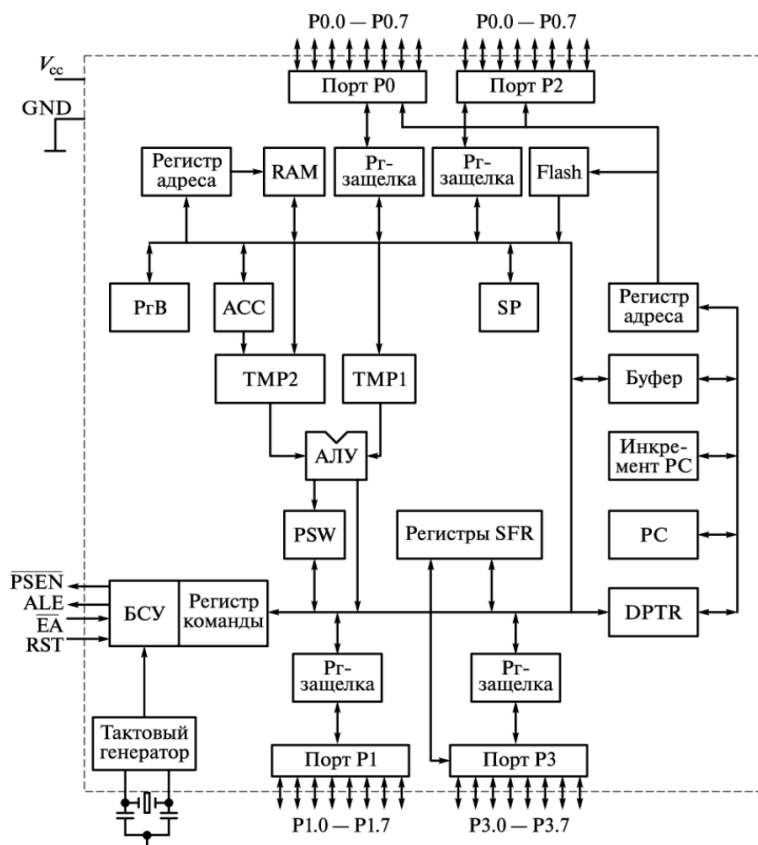 P0.0 — P0.7
P0.0 — P0.7
Vcc
Порт P0
Порт P2
GND
Регистр
адреса
RAM
Рг-
защелка
Рг-
защелка
Flash
РгВ
ACC
SP
Регистр
адреса
TMP2
TMP1
Буфер
АЛУ
Инкре-
мент PC
PSW
Регистры SFR
PC
PSEN
ALE
EA
RST
БСУ
Регистр
команды
DPTR
Рг-
защелка
Рг-
защелка
Тактовый
генератор
Порт P1
Порт P3
P1.0 — P1.7
P3.0 — P3.7